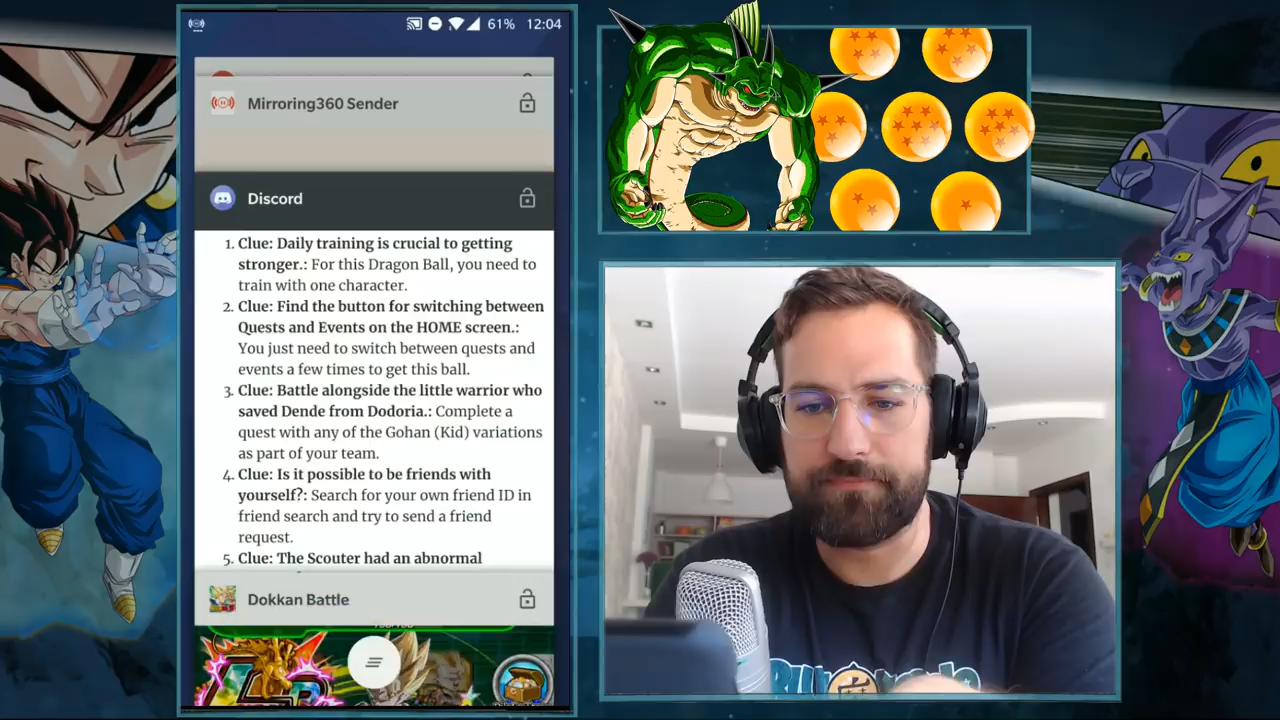 61% 12:04
Mirroring360 Sender
Discord
1. Clue: Daily training is crucial to getting
stronger.: For this Dragon Ball, you need to
train with one character.
2. Clue: Find the button for switching between
Quests and Events on the HOME screen.:
You just need to switch between quests and
events a few times to get this ball.
3. Clue: Battle alongside the little warrior who
saved Dende from Dodoria.: Complete a
quest with any of the Gohan (Kid) variations
as part of your team.
4. Clue: Is it possible to be friends with
yourself?: Search for your own friend ID in
friend search and try to send a friend
request.
5. Clue: The Scouter had an abnormal
Dokkan Battle